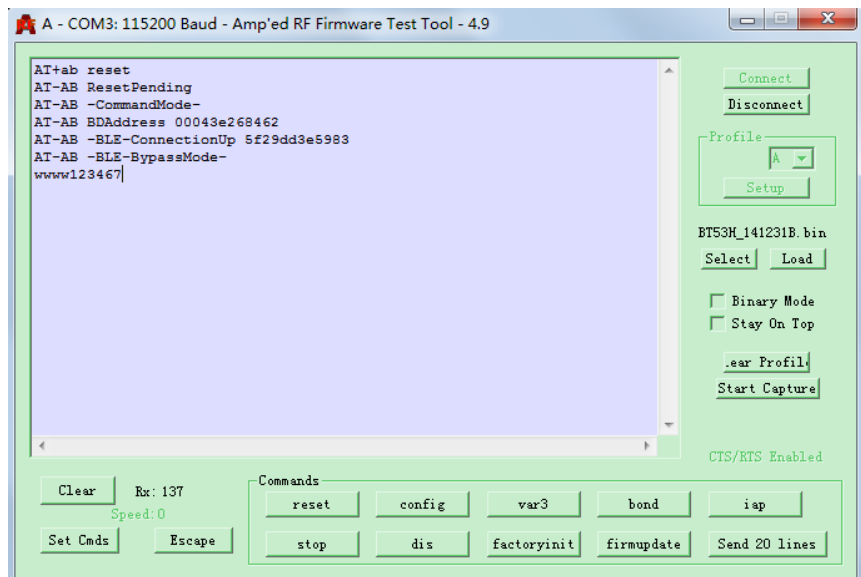 A - COM3: 115200 Baud - Amp'ed RF Firmware Test Tool - 4.9
AT+ab reset
AT-AB ResetPending
AT-AB -CommandMode-
AT-AB BDAddress 00043e268462
AT-AB -BLE-ConnectionUp 5f29dd3e5983
AT-AB -BLE-BypassMode-
wwww123467
Connect
Disconnect
Profile
A
Setup
BT53H_141231B.bin
Select Load
Binary Mode
Stay On Top
.ear Profil
Start Capture
CTS/RTS Enabled
Clear Rx: 137
Speed: 0
Set Cmds Escape
Commands
reset config var3 bond iap
stop dis factoryinit firmupdate Send 20 lines